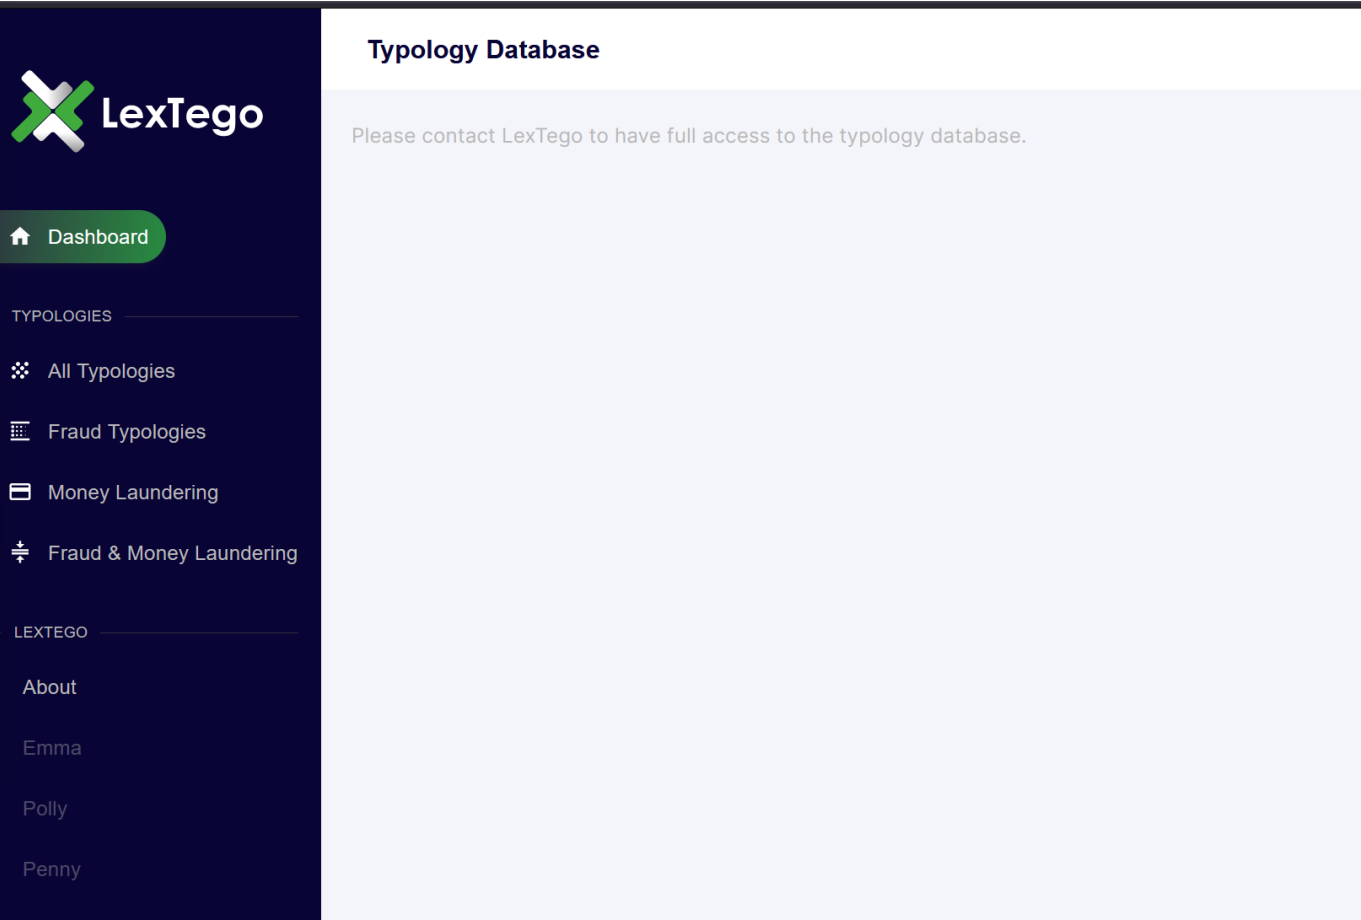 LexTego
Dashboard
TYPOLOGIES
All Typologies
Fraud Typologies
Money Laundering
Fraud & Money Laundering
LEXTEGO
About
Emma
Polly
Penny
Typology Database
Please contact LexTego to have full access to the typology database.